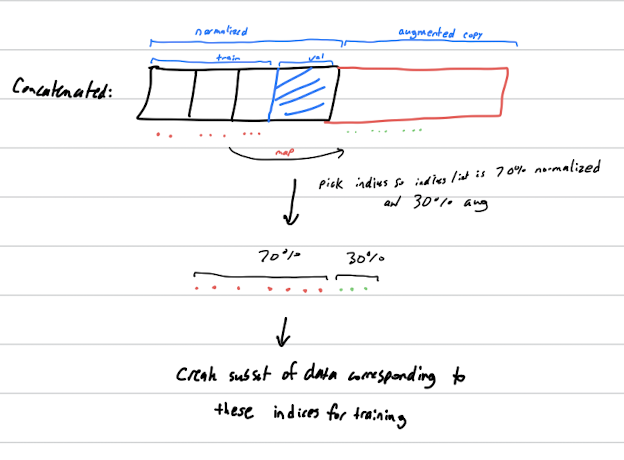 normalized
augmented copy
train
val
Concatenated:
map
pick indices so indices list is 70% normalized
and 30% aug
70%
30%
Create subset of data corresponding to
these indices for training